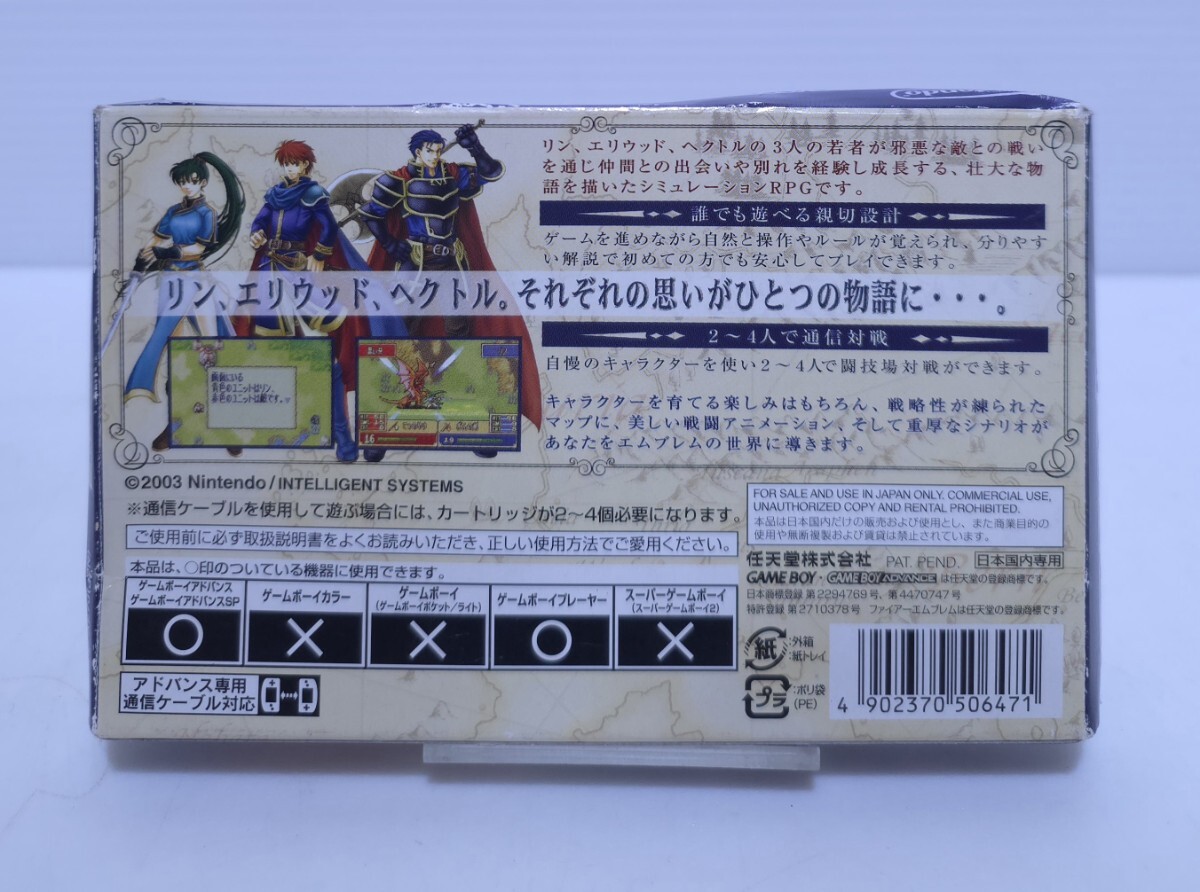 リン、エリウッド、ヘクトルの3人の若者が邪悪な敵との戦い
を通じ仲間との出会いや別れを経験し成長する、壮大な物
語を描いたシミュレーションRPGです。
誰でも遊べる親切設計
ゲームを進めながら自然と操作やルールが覚えられ、分りやす
い解説で初めての方でも安心してプレイできます。
リン、エリウッド、ヘクトル。それぞれの思いがひとつの物語に・・・。
2〜4人で通信対戦
自慢のキャラクターを使い2〜4人で闘技場対戦ができます。
キャラクターを育てる楽しみはもちろん、戦略性が練られた
マップに、美しい戦闘アニメーション、そして重厚なシナリオが
あなたをエムブレムの世界に導きます。
青色のユニットはリン、
赤色のユニットは敵です。
16
©2003 Nintendo/INTELLIGENT SYSTEMS
※通信ケーブルを使用して遊ぶ場合には、カートリッジが2〜4個必要になります。
ご使用前に必ず取扱説明書をよくお読みいただき、正しい使用方法でご愛用ください。
本品は、○印のついている機器に使用できます。
ゲームボーイアドバンス
ゲームボーイアドバンスSP
ゲームボーイカラー
ゲームボーイ
(ゲームボーイポケット/ライト)
ゲームボーイプレーヤー
スーパーゲームボーイ
(スーパーゲームボーイ2)
○ × × ○ ×
アドバンス専用
通信ケーブル対応
FOR SALE AND USE IN JAPAN ONLY. COMMERCIAL USE,
UNAUTHORIZED COPY AND RENTAL PROHIBITED.
本品は日本国内だけの販売および使用とし、また商業目的の
使用や無断複製および賃貸は禁止されています。
任天堂株式会社 PAT. PEND. 日本国内専用
GAME BOY・GAME BOY ADVANCE は任天堂の登録商標です。
日本商標登録 第2294769号、第4470747号
特許登録 第2710378号 ファイアーエムブレムは任天堂の登録商標です。
紙 :外箱
:紙トレイ
プラ :ポリ袋
(PE)
4 902370 506471